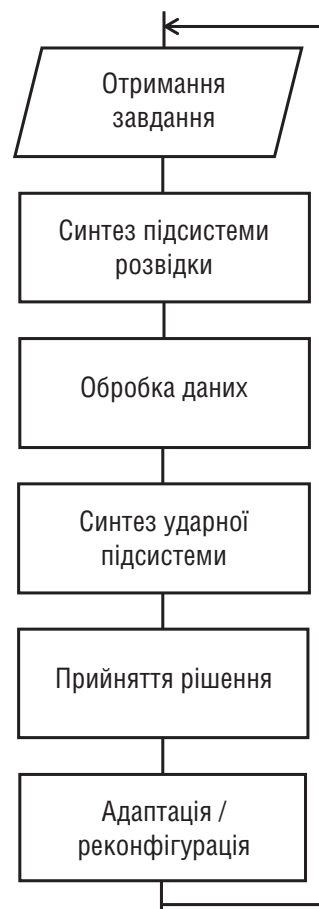 Отримання
завдання
Синтез підсистеми
розвідки
Обробка даних
Синтез ударної
підсистеми
Прийняття рішення
Адаптація /
реконфігурація